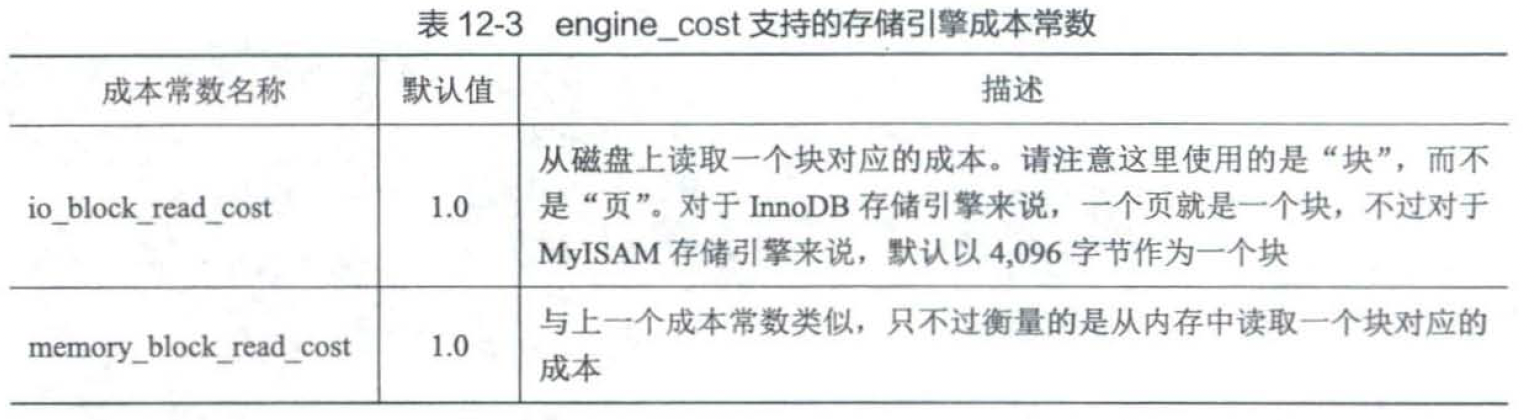 表 12-3 engine_cost 支持的存储引擎成本常数
成本常数名称 默认值 描述
io_block_read_cost 1.0 从磁盘上读取一个块对应的成本。请注意这里使用的是“块”，而不
是“页”。对于 InnoDB 存储引擎来说，一个页就是一个块，不过对于
MyISAM 存储引擎来说，默认以 4,096 字节作为一个块
memory_block_read_cost 1.0 与上一个成本常数类似，只不过衡量的是从内存中读取一个块对应的
成本